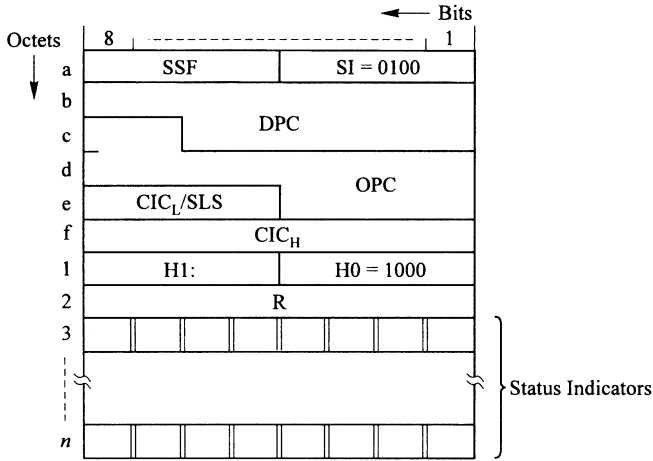 Bits
Octets 8 1
a SSF SI = 0100
b
DPC
c
d
OPC
e CIC_L/SLS
f CIC_H
1 H1: H0 = 1000
2 R
3
Status Indicators
n